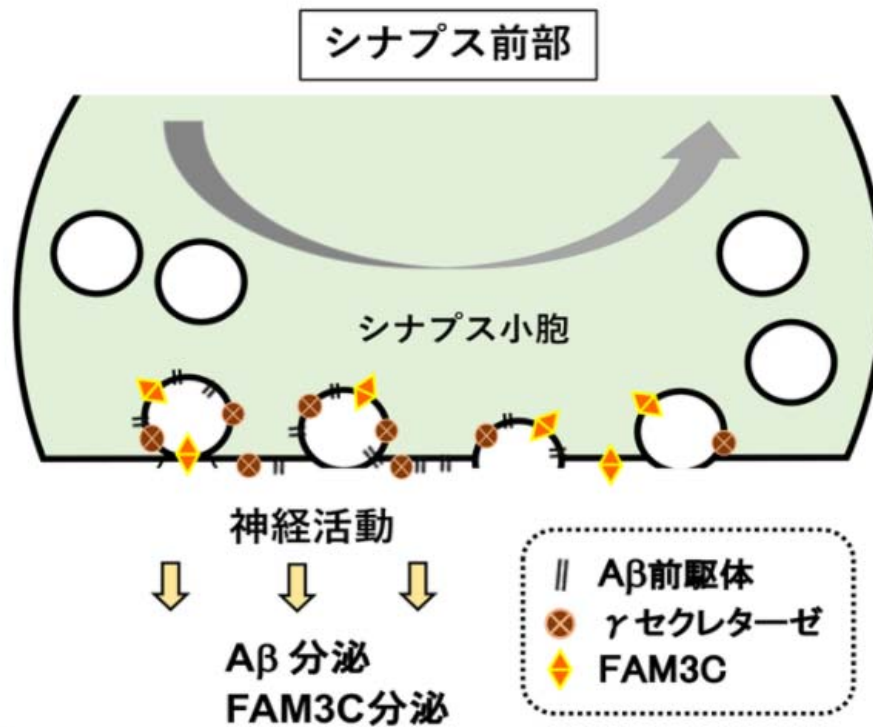 シナプス前部
シナプス小胞
神経活動
Aβ 分泌
FAM3C分泌
Aβ前駆体
γセクレターゼ
FAM3C